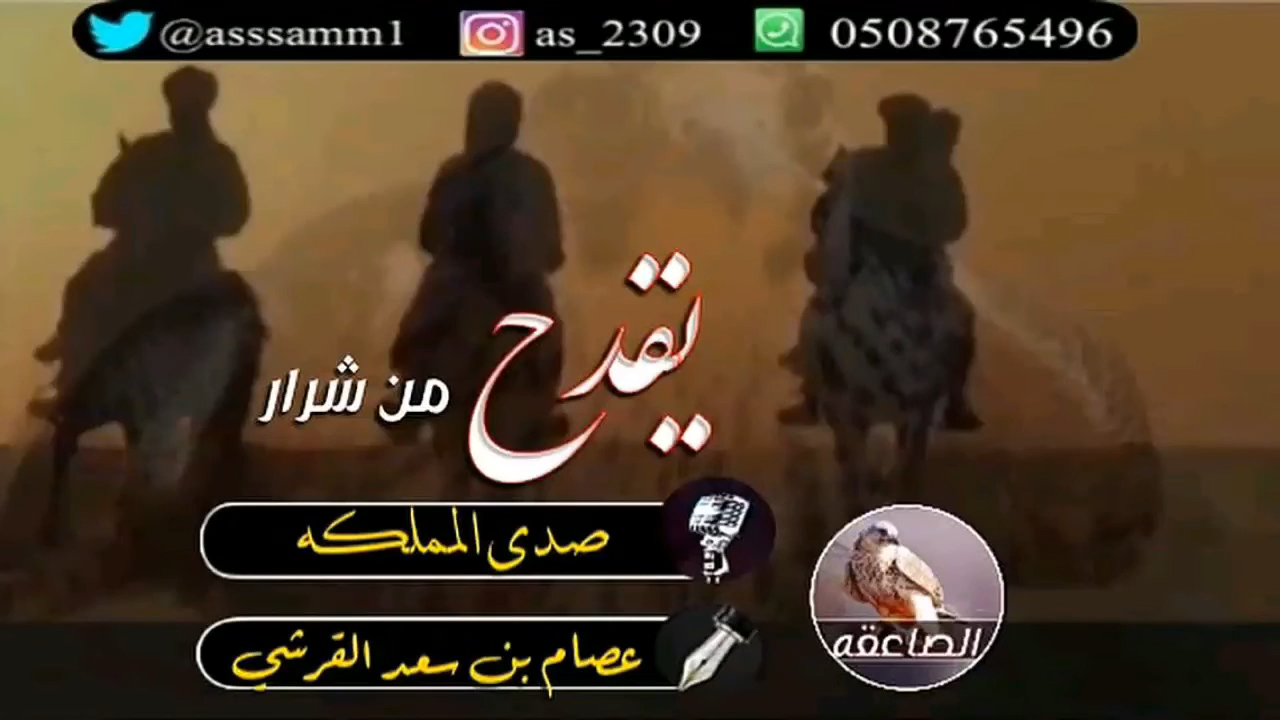 @asssamm1 as_2309 0508765496
يقدح
من شرار
صدى المملكه
عصام بن سعد القرشي
الصاعقه